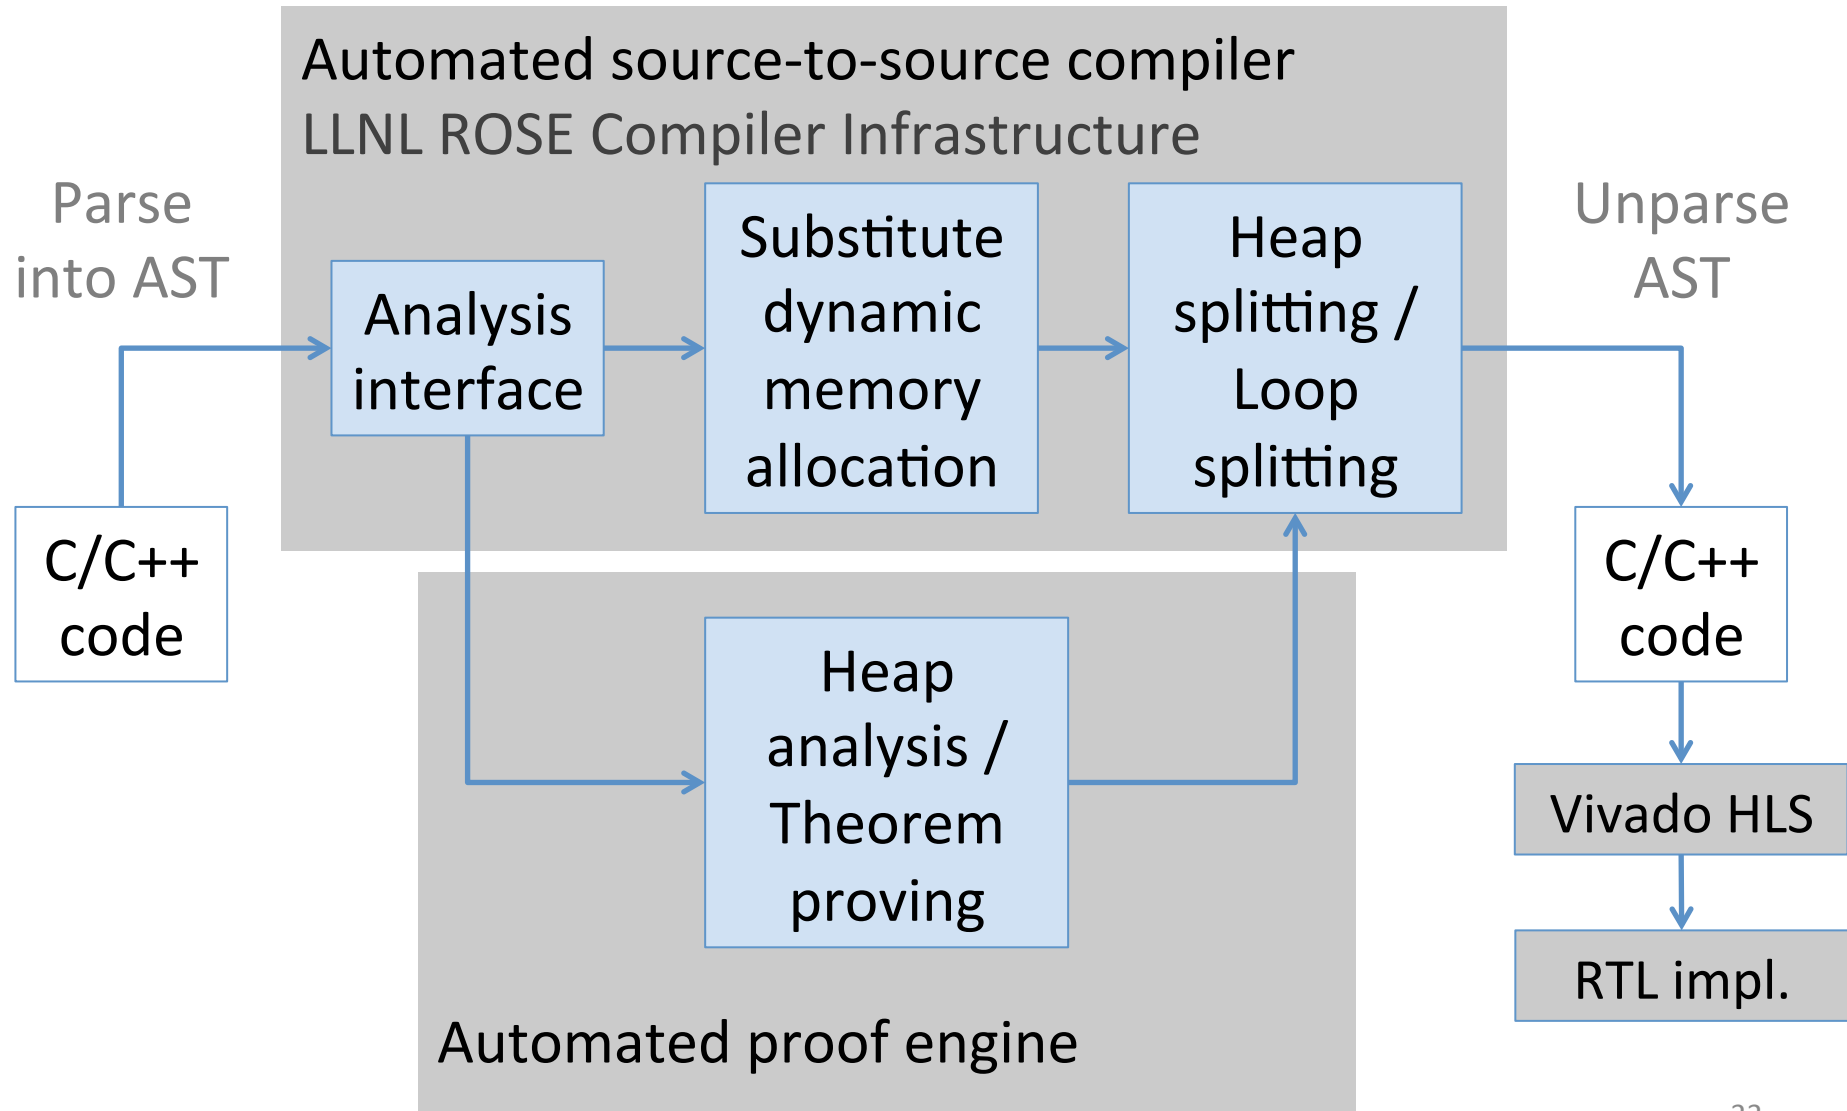 Automated source-to-source compiler
LLNL ROSE Compiler Infrastructure
Parse
into AST
Analysis
interface
Substitute
dynamic
memory
allocation
Heap
splitting /
Loop
splitting
Unparse
AST
C/C++
code
C/C++
code
Heap
analysis /
Theorem
proving
Automated proof engine
Vivado HLS
RTL impl.